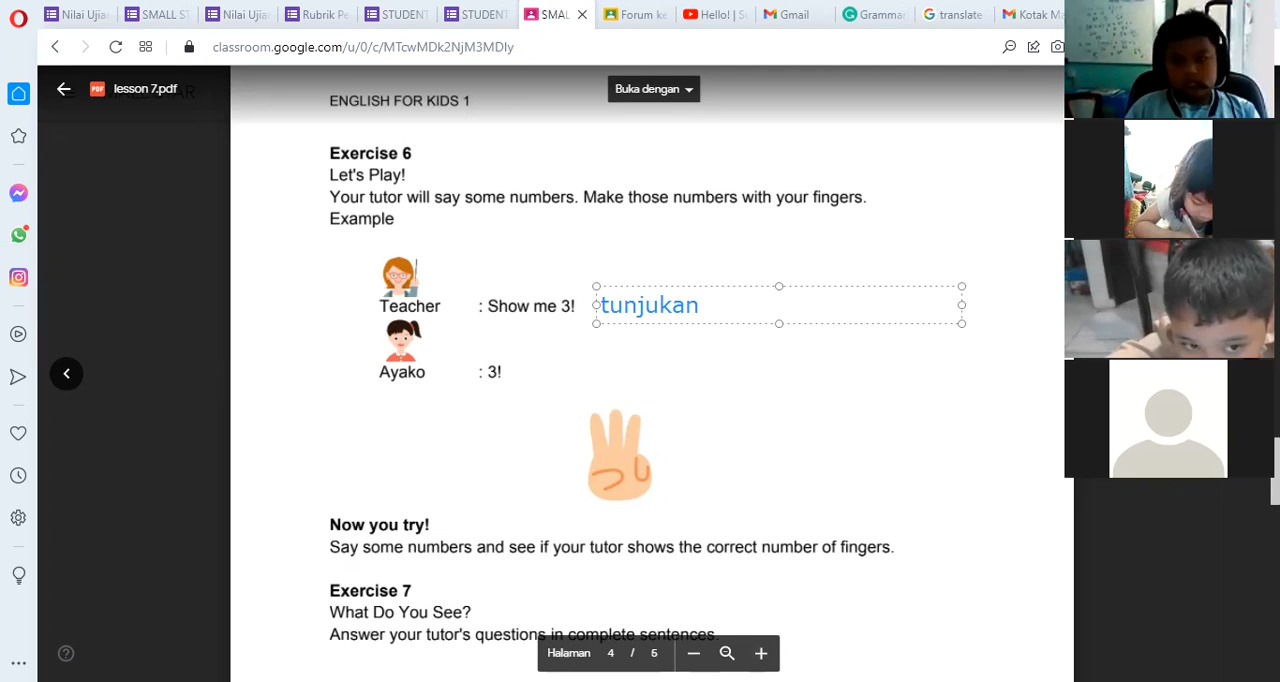 Nilai Ujia
SMALL ST
Nilai Ujia
Rubrik Pe
STUDENT
STUDENT
SMAL
Forum ke
Hello! | S
Gmail
Grammar
translate
Kotak Ma
classroom.google.com/u/0/c/MTcwMDk2NjM3MDIy
PDF lesson 7.pdf
Buka dengan
ENGLISH FOR KIDS 1
Exercise 6
Let's Play!
Your tutor will say some numbers. Make those numbers with your fingers.
Example
Teacher : Show me 3! tunjukan
Ayako : 3!
Now you try!
Say some numbers and see if your tutor shows the correct number of fingers.
Exercise 7
What Do You See?
Answer your tutor's questions in complete sentences.
Halaman 4 / 5